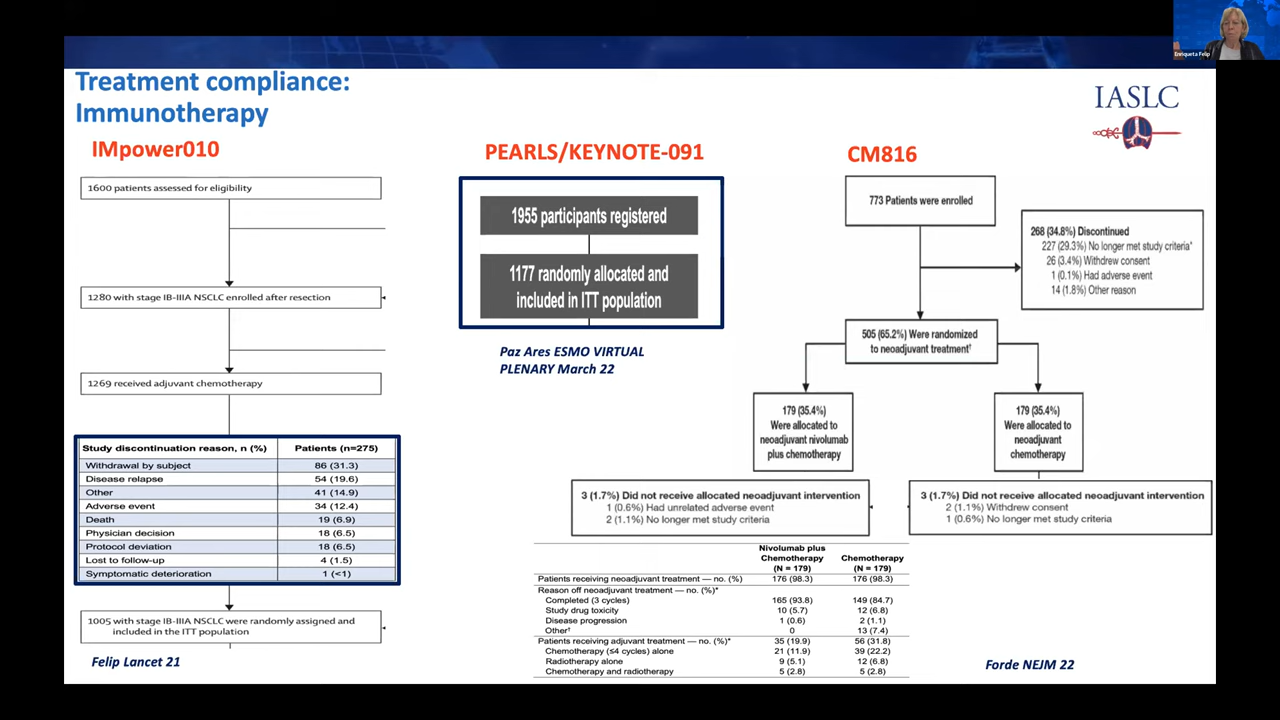 Enriqueta Felip
Treatment compliance:
Immunotherapy
IASLC
IMpower010
1600 patients assessed for eligibility
1280 with stage IB-IIIA NSCLC enrolled after resection
1269 received adjuvant chemotherapy
Study discontinuation reason, n (%) Patients (n=275)
Withdrawal by subject 86 (31.3)
Disease relapse 54 (19.6)
Other 41 (14.9)
Adverse event 34 (12.4)
Death 19 (6.9)
Physician decision 18 (6.5)
Protocol deviation 18 (6.5)
Lost to follow-up 4 (1.5)
Symptomatic deterioration 1 (<1)
1005 with stage IB-IIIA NSCLC were randomly assigned and
included in the ITT population
Felip Lancet 21
PEARLS/KEYNOTE-091
1955 participants registered
1177 randomly allocated and
included in ITT population
Paz Ares ESMO VIRTUAL
PLENARY March 22
CM816
773 Patients were enrolled
268 (34.8%) Discontinued
227 (29.3%) No longer met study criteria*
26 (3.4%) Withdrew consent
1 (0.1%) Had adverse event
14 (1.8%) Other reason
505 (65.2%) Were randomized
to neoadjuvant treatment†
179 (35.4%)
Were allocated to
neoadjuvant nivolumab
plus chemotherapy
179 (35.4%)
Were allocated to
neoadjuvant
chemotherapy
3 (1.7%) Did not receive allocated neoadjuvant intervention
1 (0.6%) Had unrelated adverse event
2 (1.1%) No longer met study criteria
3 (1.7%) Did not receive allocated neoadjuvant intervention
2 (1.1%) Withdrew consent
1 (0.6%) No longer met study criteria
Nivolumab plus
Chemotherapy Chemotherapy
(N = 179) (N = 179)
Patients receiving neoadjuvant treatment — no. (%) 176 (98.3) 176 (98.3)
Reason off neoadjuvant treatment — no. (%)*
Completed (3 cycles) 165 (93.8) 149 (84.7)
Study drug toxicity 10 (5.7) 12 (6.8)
Disease progression 1 (0.6) 2 (1.1)
Other† 0 13 (7.4)
Patients receiving adjuvant treatment — no. (%)* 35 (19.9) 56 (31.8)
Chemotherapy (≤4 cycles) alone 21 (11.9) 39 (22.2)
Radiotherapy alone 9 (5.1) 12 (6.8)
Chemotherapy and radiotherapy 5 (2.8) 5 (2.8)
Forde NEJM 22